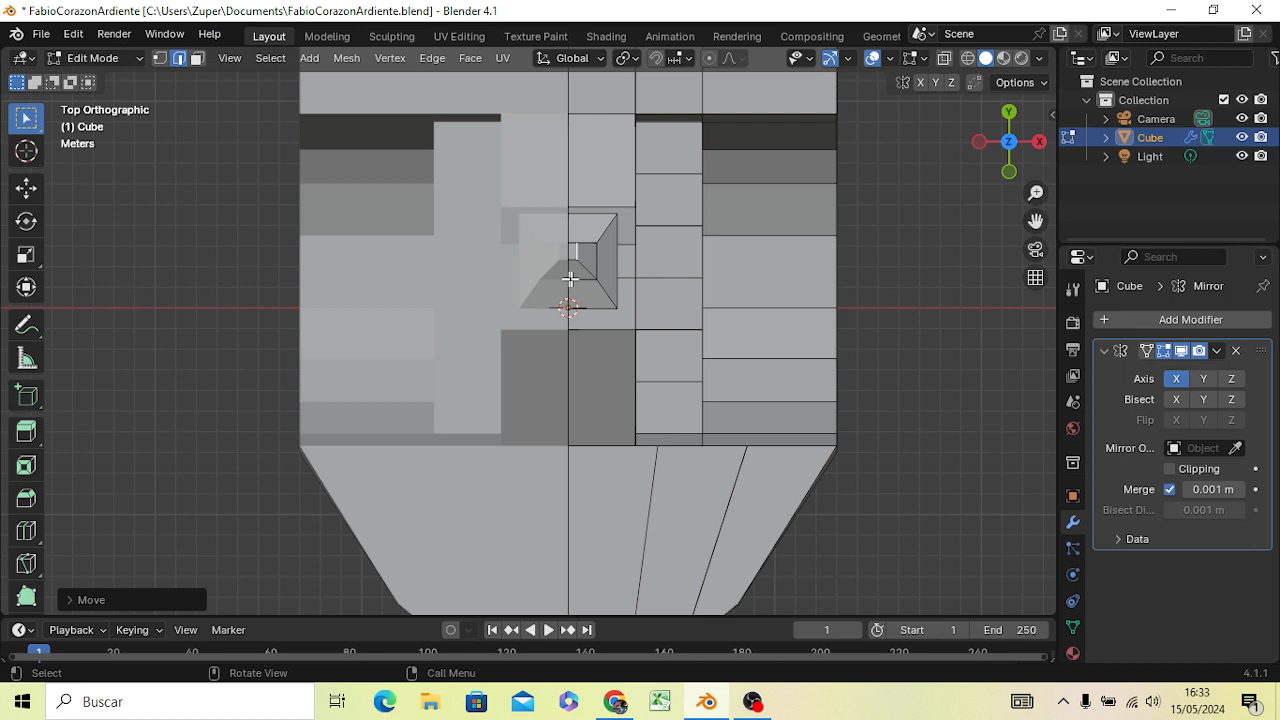 * FabioCorazonArdiente [C:\Users\Zuper\Documents\FabioCorazonArdiente.blend] - Blender 4.1
File Edit Render Window Help Layout Modeling Sculpting UV Editing Texture Paint Shading Animation Rendering Compositing Geomet Scene ViewLayer
Edit Mode View Select Add Mesh Vertex Edge Face UV Global Search
X Y Z Options
Top Orthographic
(1) Cube
Meters
Y
Z X
Scene Collection
Collection
Camera
Cube
Light
Search
Cube > Mirror
Add Modifier
Axis X Y Z
Bisect X Y Z
Flip X Y Z
Mirror O... Object
Clipping
Merge 0.001 m
Bisect Di... 0.001 m
Data
Move
Playback Keying View Marker 1 Start 1 End 250
1 20 40 60 80 100 120 140 160 180 200 220 240
Select Rotate View Call Menu 4.1.1
Buscar
16:33
15/05/2024
1